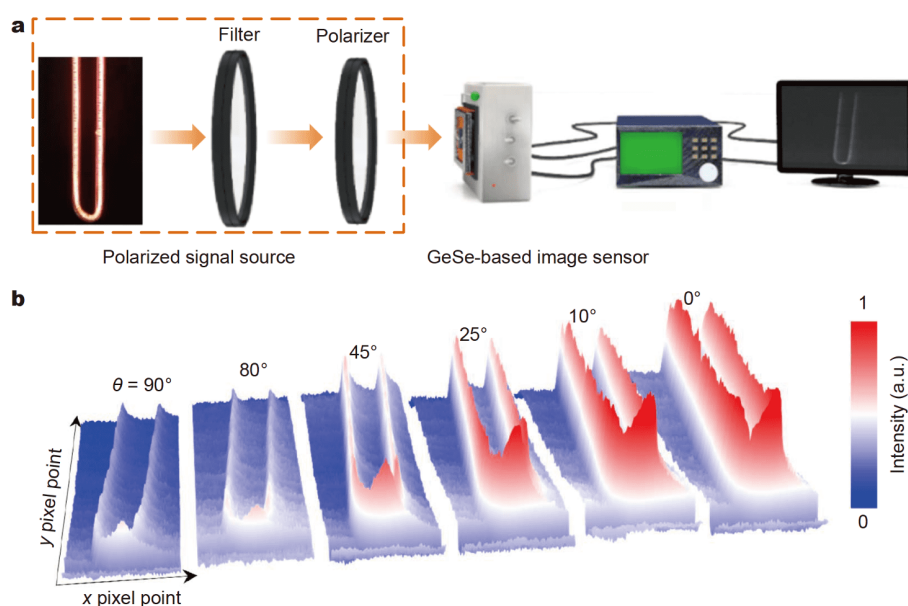 a
Filter
Polarizer
Polarized signal source
GeSe-based image sensor
b
θ = 90°
80°
45°
25°
10°
0°
1
Intensity (a.u.)
0
y pixel point
x pixel point